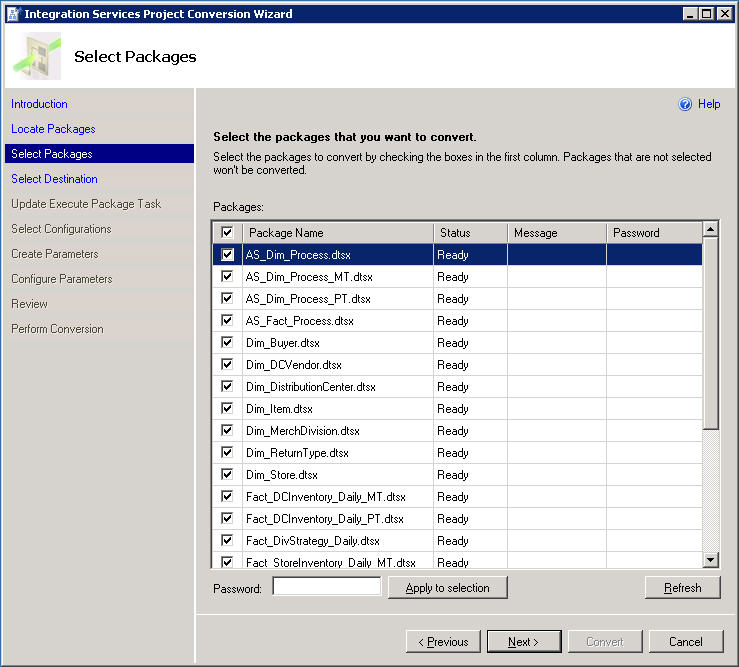 Integration Services Project Conversion Wizard
Select Packages
Introduction
Locate Packages
Select Packages
Select Destination
Update Execute Package Task
Select Configurations
Create Parameters
Configure Parameters
Review
Perform Conversion
Help
Select the packages that you want to convert.
Select the packages to convert by checking the boxes in the first column. Packages that are not selected
won't be converted.
Packages:
Package Name Status Message Password
AS_Dim_Process.dtsx Ready
AS_Dim_Process_MT.dtsx Ready
AS_Dim_Process_PT.dtsx Ready
AS_Fact_Process.dtsx Ready
Dim_Buyer.dtsx Ready
Dim_DCVendor.dtsx Ready
Dim_DistributionCenter.dtsx Ready
Dim_Item.dtsx Ready
Dim_MerchDivision.dtsx Ready
Dim_ReturnType.dtsx Ready
Dim_Store.dtsx Ready
Fact_DCInventory_Daily_MT.dtsx Ready
Fact_DCInventory_Daily_PT.dtsx Ready
Fact_DivStrategy_Daily.dtsx Ready
Fact_StoreInventory_Daily_MT.dtsx Ready
Password: Apply to selection Refresh
< Previous Next > Convert Cancel